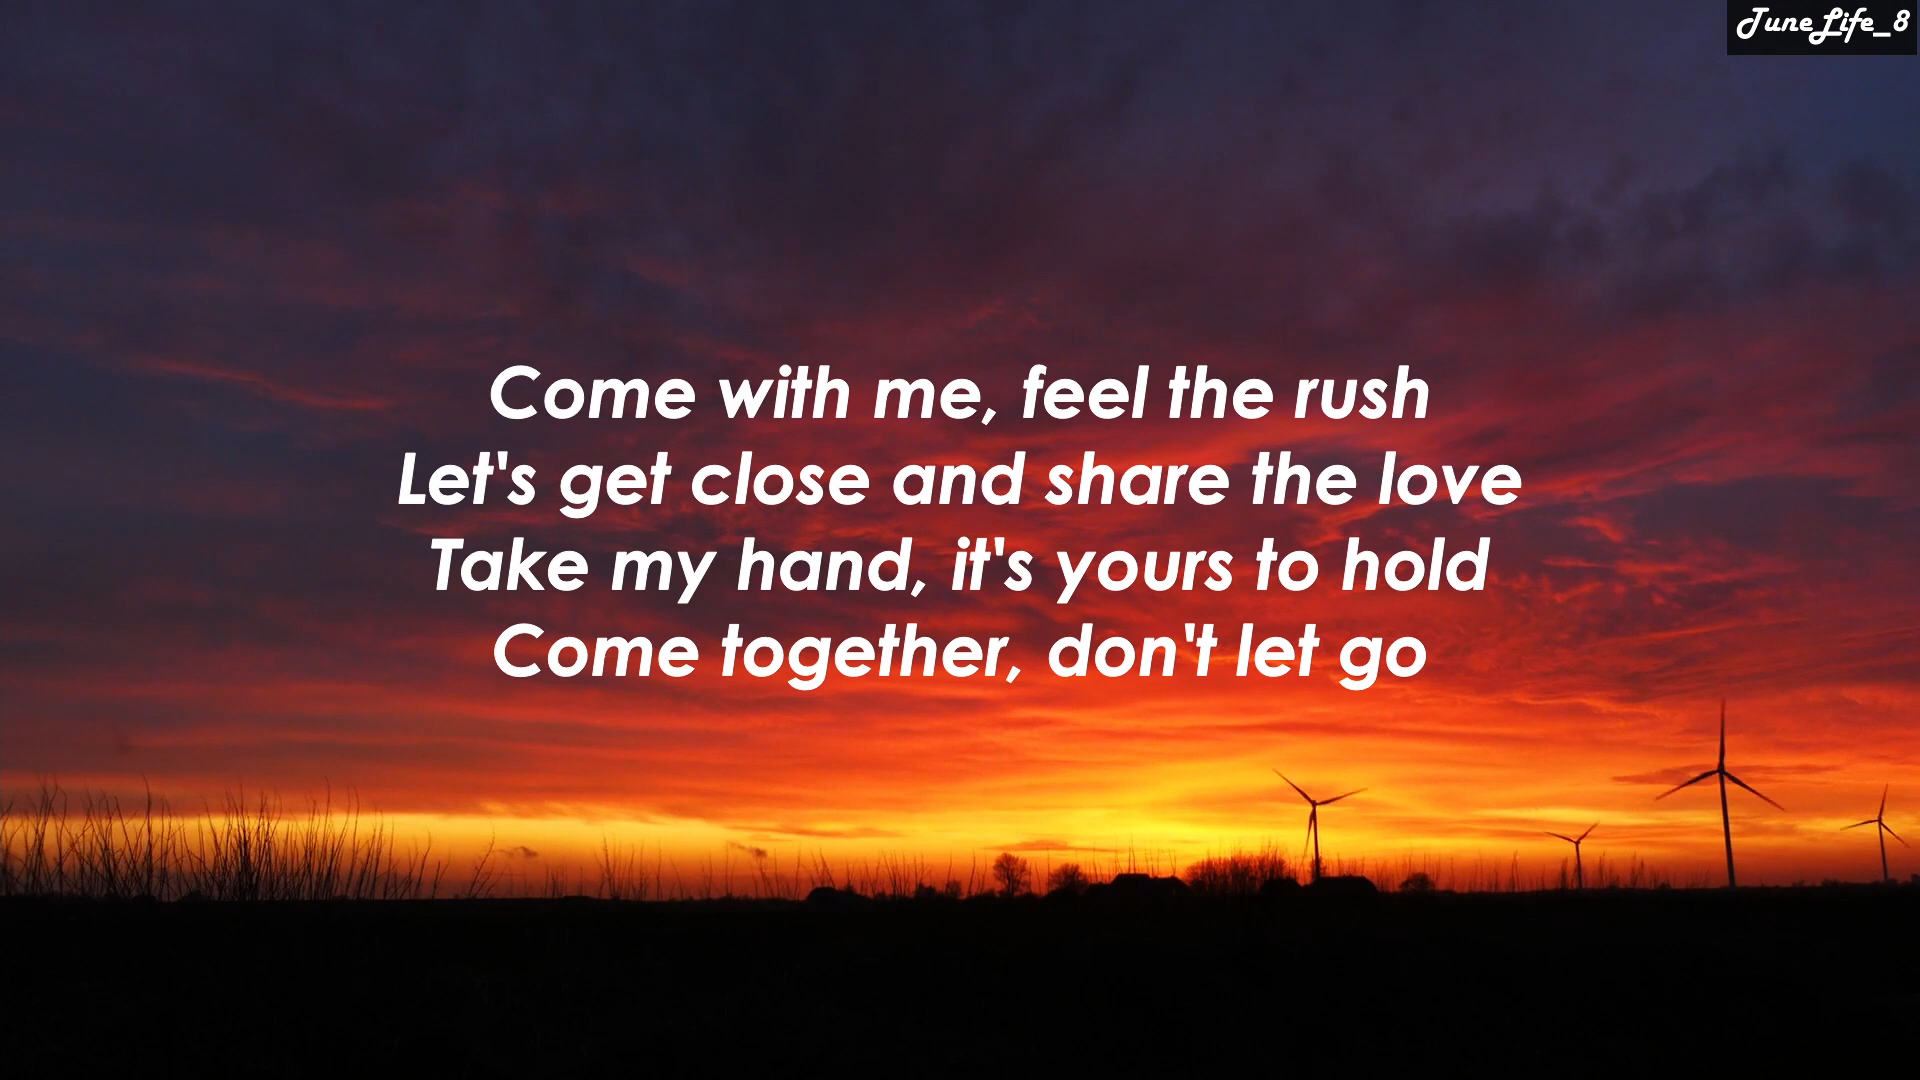 TuneLife_8
Come with me, feel the rush
Let's get close and share the love
Take my hand, it's yours to hold
Come together, don't let go